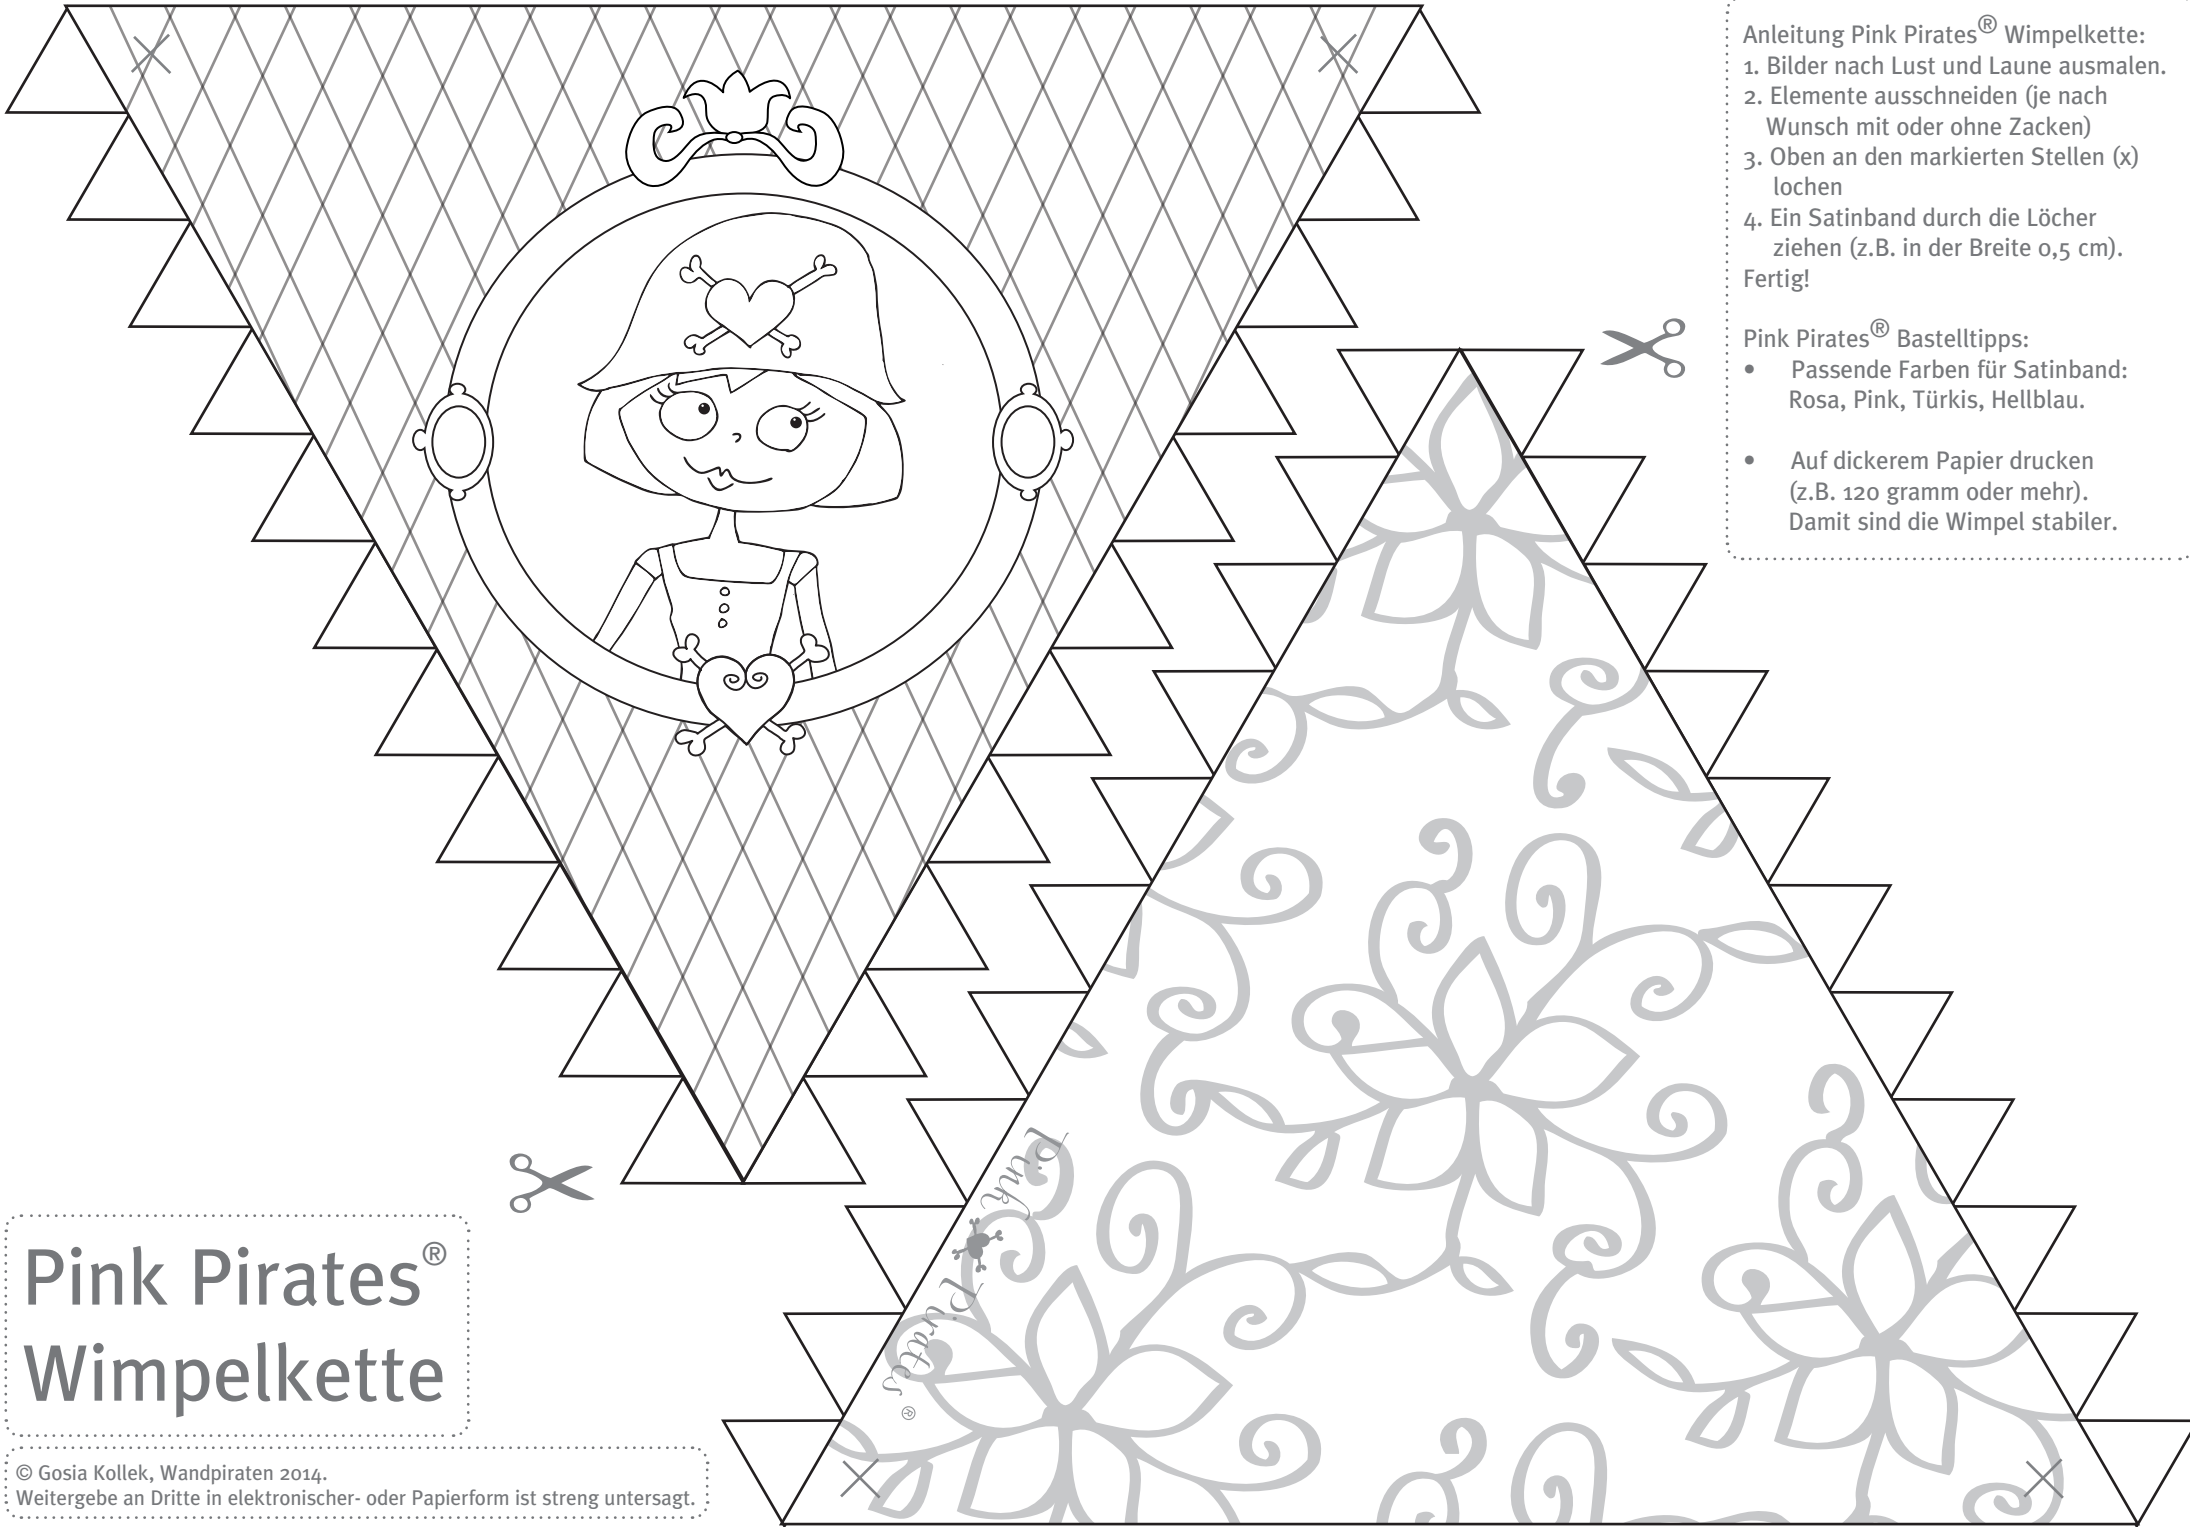 Anleitung Pink Pirates® Wimpelkette:
1. Bilder nach Lust und Laune ausmalen.
2. Elemente ausschneiden (je nach
Wunsch mit oder ohne Zacken)
3. Oben an den markierten Stellen (x)
lochen
4. Ein Satinband durch die Löcher
ziehen (z.B. in der Breite 0,5 cm).
Fertig!
Pink Pirates® Bastelltipps:
• Passende Farben für Satinband:
Rosa, Pink, Türkis, Hellblau.
• Auf dickerem Papier drucken
(z.B. 120 gramm oder mehr).
Damit sind die Wimpel stabiler.
Pink Pirates ®
Pink Pirates®
Wimpelkette
© Gosia Kollek, Wandpiraten 2014.
Weitergebe an Dritte in elektronischer- oder Papierform ist streng untersagt.